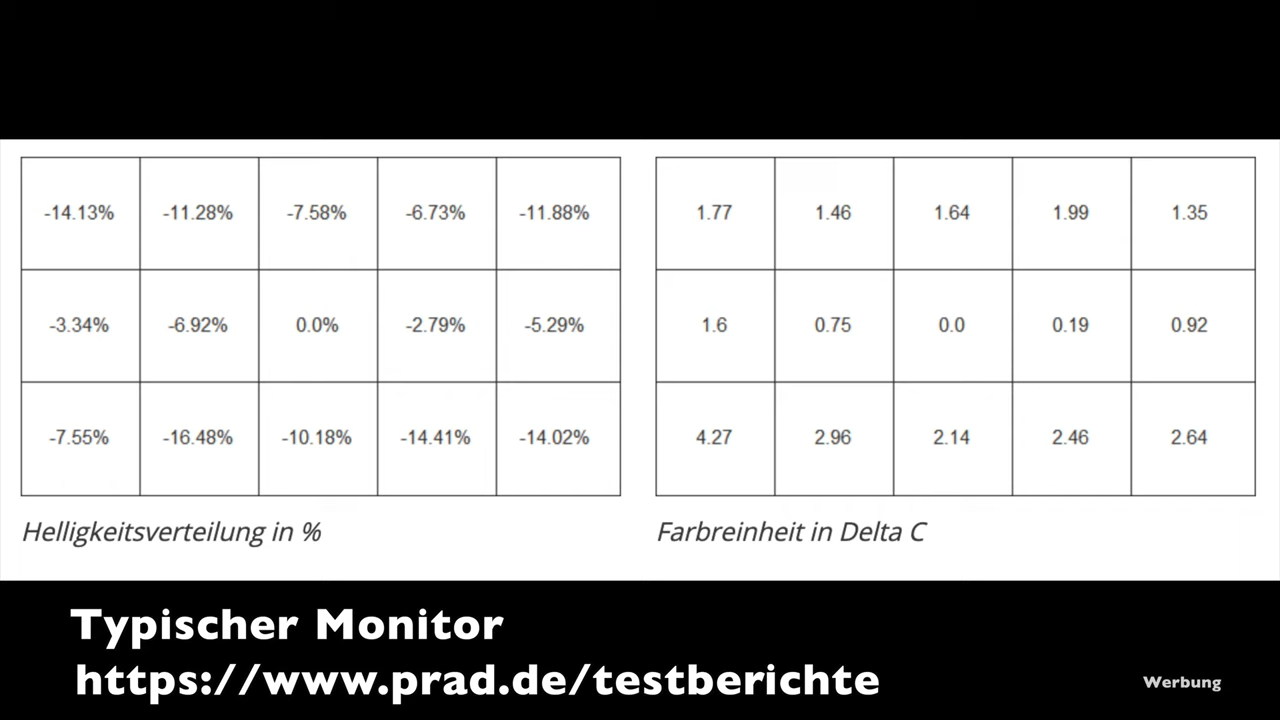 -14.13% -11.28% -7.58% -6.73% -11.88%
-3.34% -6.92% 0.0% -2.79% -5.29%
-7.55% -16.48% -10.18% -14.41% -14.02%
Helligkeitsverteilung in %
1.77 1.46 1.64 1.99 1.35
1.6 0.75 0.0 0.19 0.92
4.27 2.96 2.14 2.46 2.64
Farbreinheit in Delta C
Typischer Monitor
https://www.prad.de/testberichte
Werbung